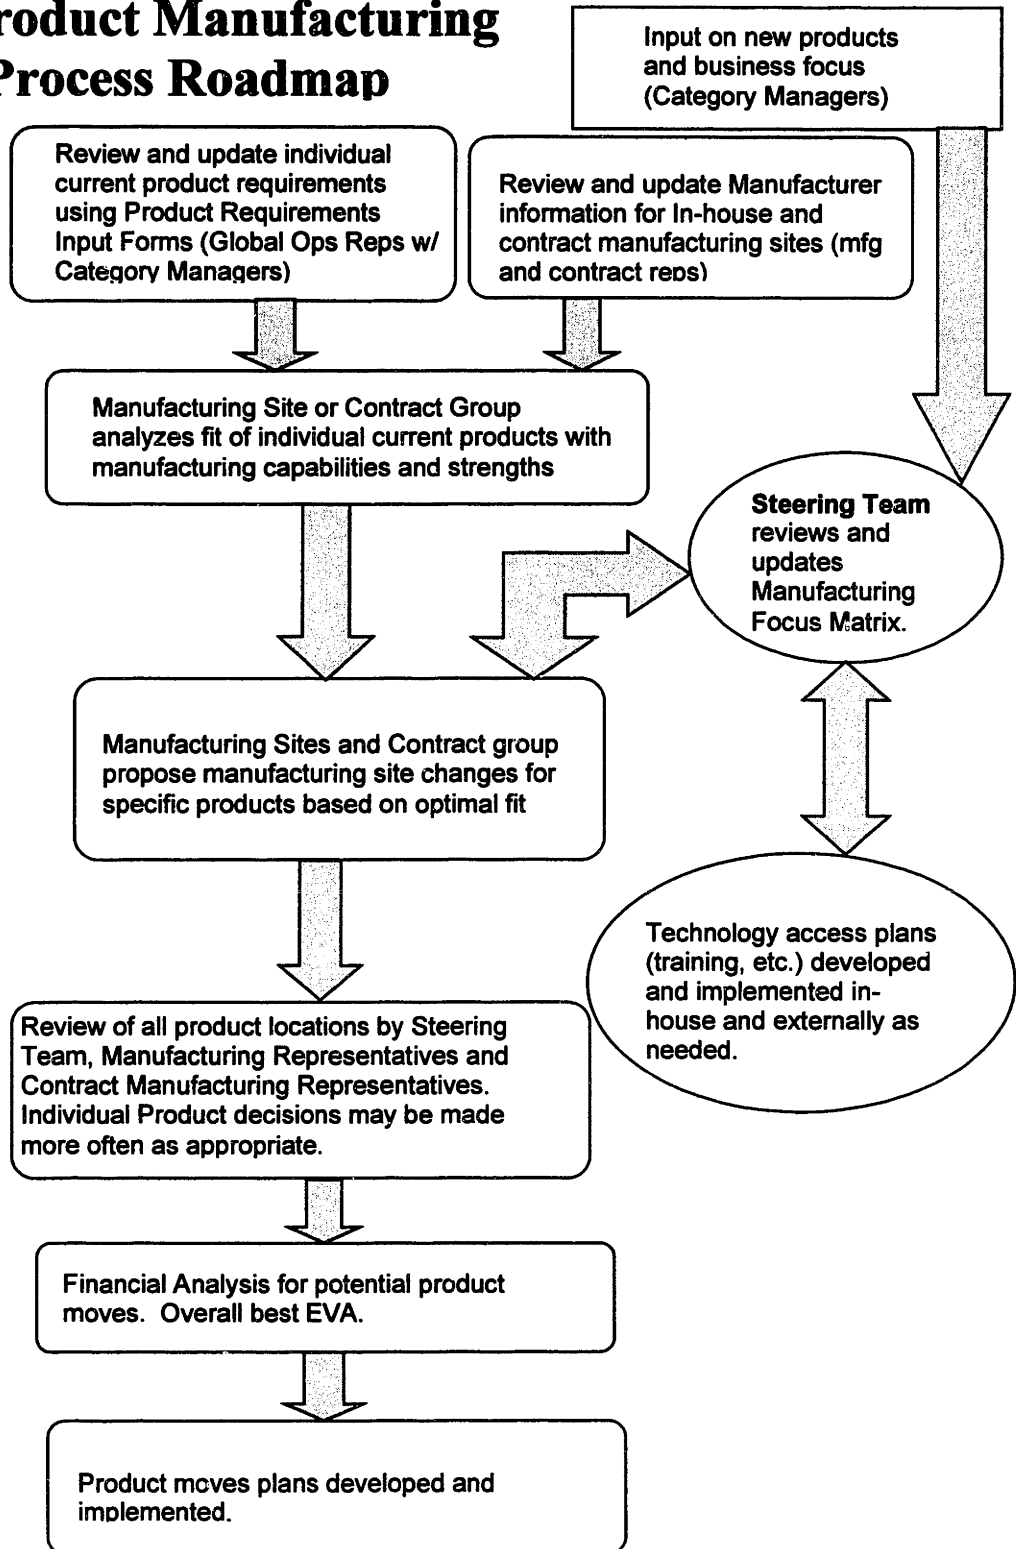 roduct Manufacturing
Process Roadmap
Input on new products
and business focus
(Category Managers)
Review and update individual
current product requirements
using Product Requirements
Input Forms (Global Ops Reps w/
Category Managers)
Review and update Manufacturer
information for In-house and
contract manufacturing sites (mfg
and contract reps)
Manufacturing Site or Contract Group
analyzes fit of individual current products with
manufacturing capabilities and strengths
Steering Team
reviews and
updates
Manufacturing
Focus Matrix.
Manufacturing Sites and Contract group
propose manufacturing site changes for
specific products based on optimal fit
Technology access plans
(training, etc.) developed
and implemented in-
house and externally as
needed.
Review of all product locations by Steering
Team, Manufacturing Representatives and
Contract Manufacturing Representatives.
Individual Product decisions may be made
more often as appropriate.
Financial Analysis for potential product
moves.  Overall best EVA.
Product moves plans developed and
implemented.